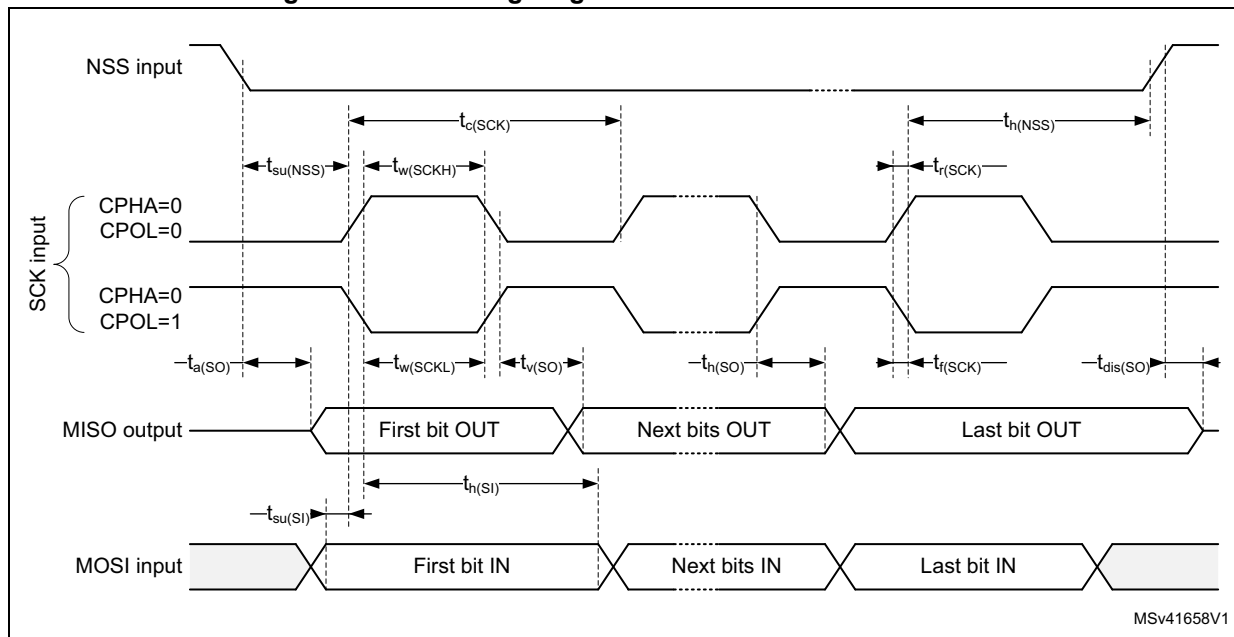 NSS input
tc(SCK)
th(NSS)
tsu(NSS)
tw(SCKH)
tr(SCK)
SCK input
CPHA=0
CPOL=0
CPHA=0
CPOL=1
ta(SO)
tw(SCKL)
tv(SO)
th(SO)
tf(SCK)
tdis(SO)
MISO output
First bit OUT
Next bits OUT
Last bit OUT
th(SI)
tsu(SI)
MOSI input
First bit IN
Next bits IN
Last bit IN
MSv41658V1